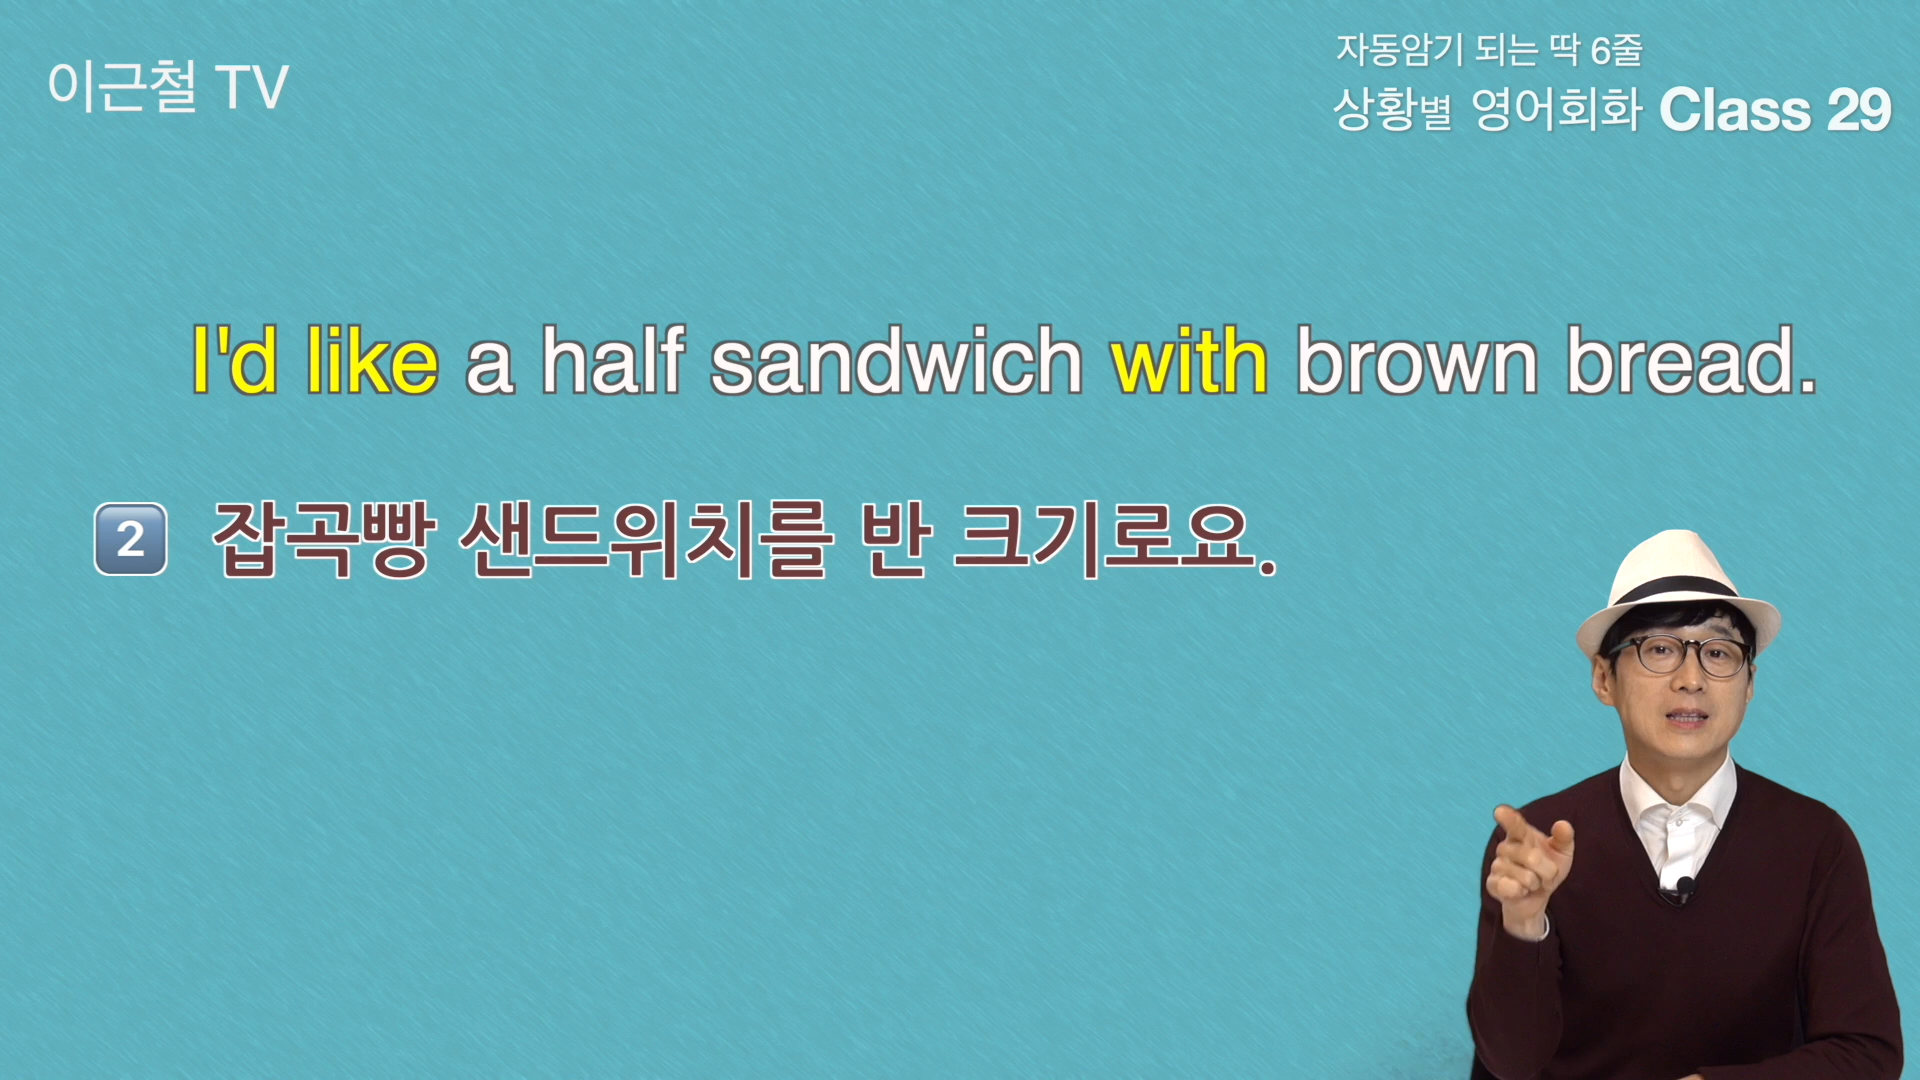 이근철 TV
자동암기 되는 딱 6줄
상황별 영어회화 Class 29
I'd like a half sandwich with brown bread.
2 잡곡빵 샌드위치를 반 크기로요.